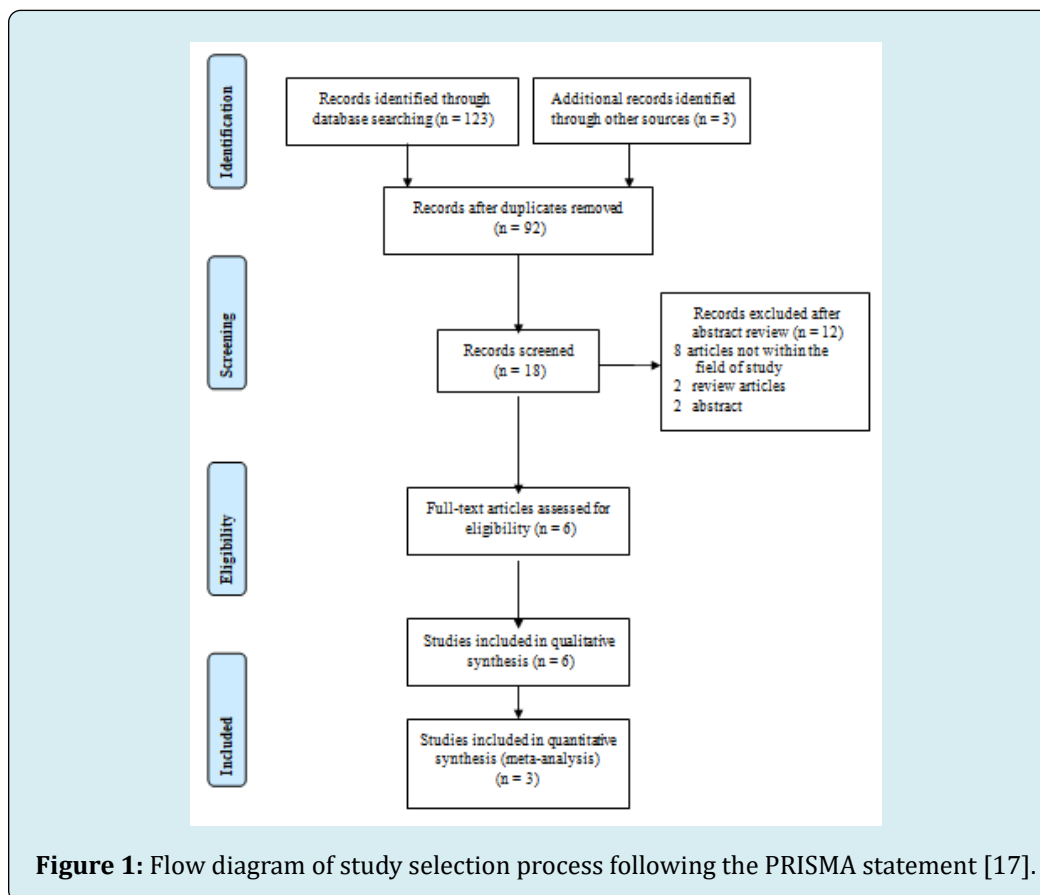 Identification
Records identified through
database searching (n = 123)
Additional records identified
through other sources (n = 3)
Records after duplicates removed
(n = 92)
Screening
Records screened
(n = 18)
Records excluded after
abstract review (n = 12)
8 articles not within the
field of study
2 review articles
2 abstract
Eligibility
Full-text articles assessed for
eligibility (n = 6)
Studies included in qualitative
synthesis (n = 6)
Included
Studies included in quantitative
synthesis (meta-analysis)
(n = 3)
Figure 1: Flow diagram of study selection process following the PRISMA statement [17].